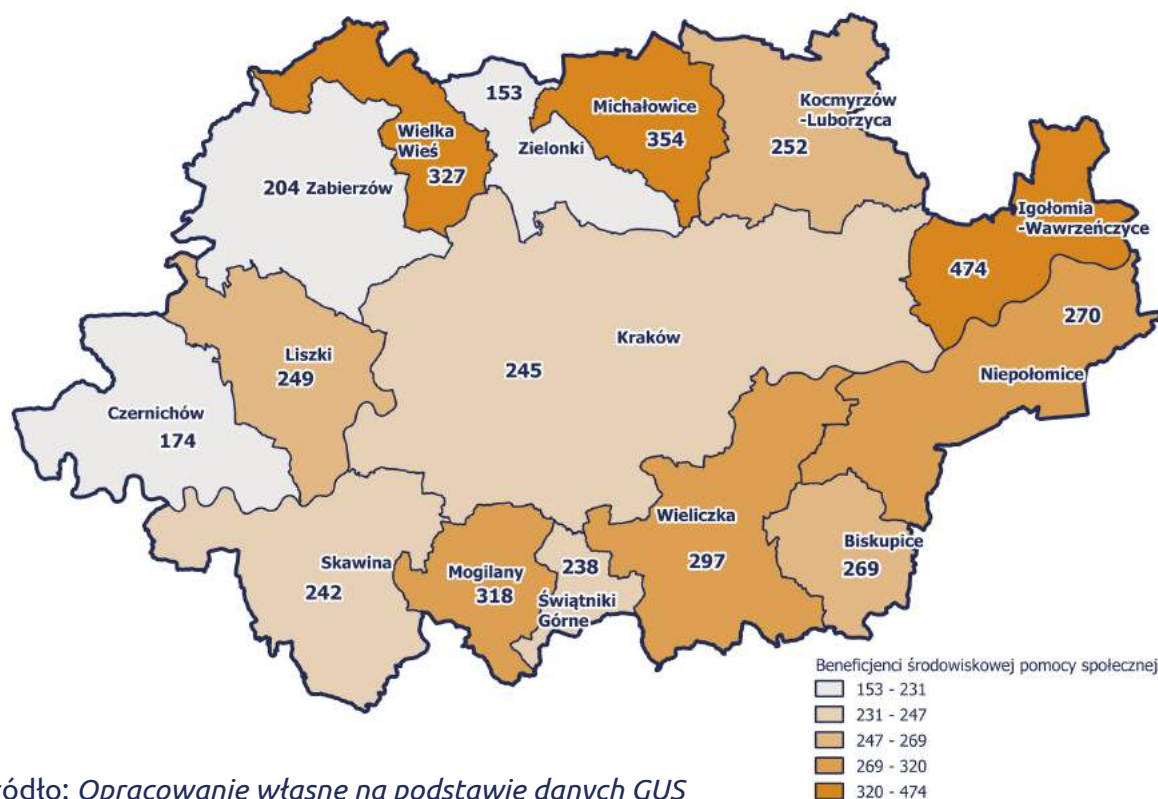 153
Zielonki
Michałowice
354
Kocmyrzów
-Luborzyca
252
Wielka
Wieś
327
204 Zabierzów
Igołomia
-Wawrzeńczyce
474
270
Niepołomice
Kraków
245
Liszki
249
Czernichów
174
Skawina
242
Mogilany
318
238
Świątniki
Górne
Wieliczka
297
Biskupice
269
Beneficjenci środowiskowej pomocy społecznej
153 - 231
231 - 247
247 - 269
269 - 320
320 - 474
ródło: Opracowanie własne na podstawie danych GUS